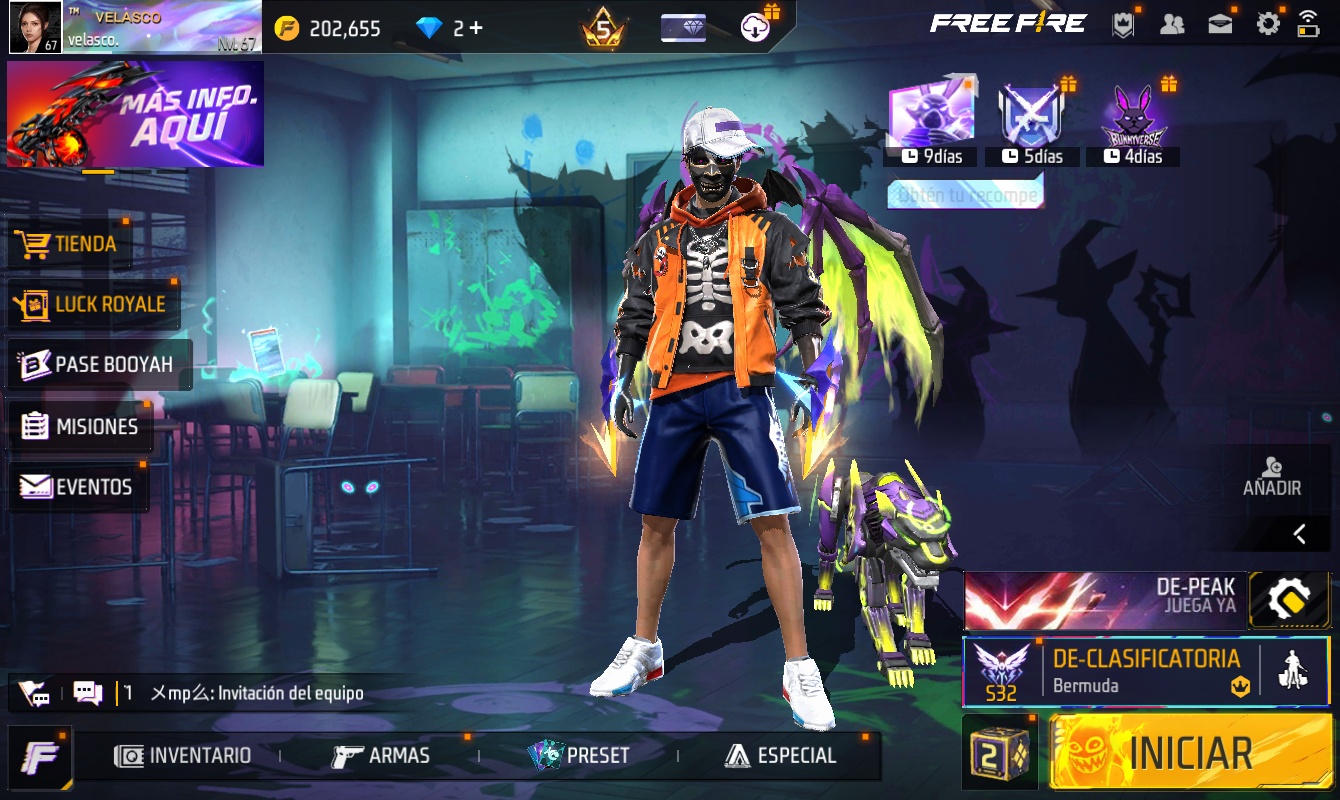 67
™ VELASCO
velasco.
Nvl. 67
202,655
2 +
5
FREE FIRE
MÁS INFO.
AQUÍ
9días
5días
BUNNYVERSE
4días
Obtén tu recompe
TIENDA
LUCK ROYALE
PASE BOOYAH
MISIONES
EVENTOS
AÑADIR
DE-PEAK
JUEGA YA
DE-CLASIFICATORIA
Bermuda
S32
1 乄mp么: Invitación del equipo
INVENTARIO
ARMAS
PRESET
ESPECIAL
2
INICIAR